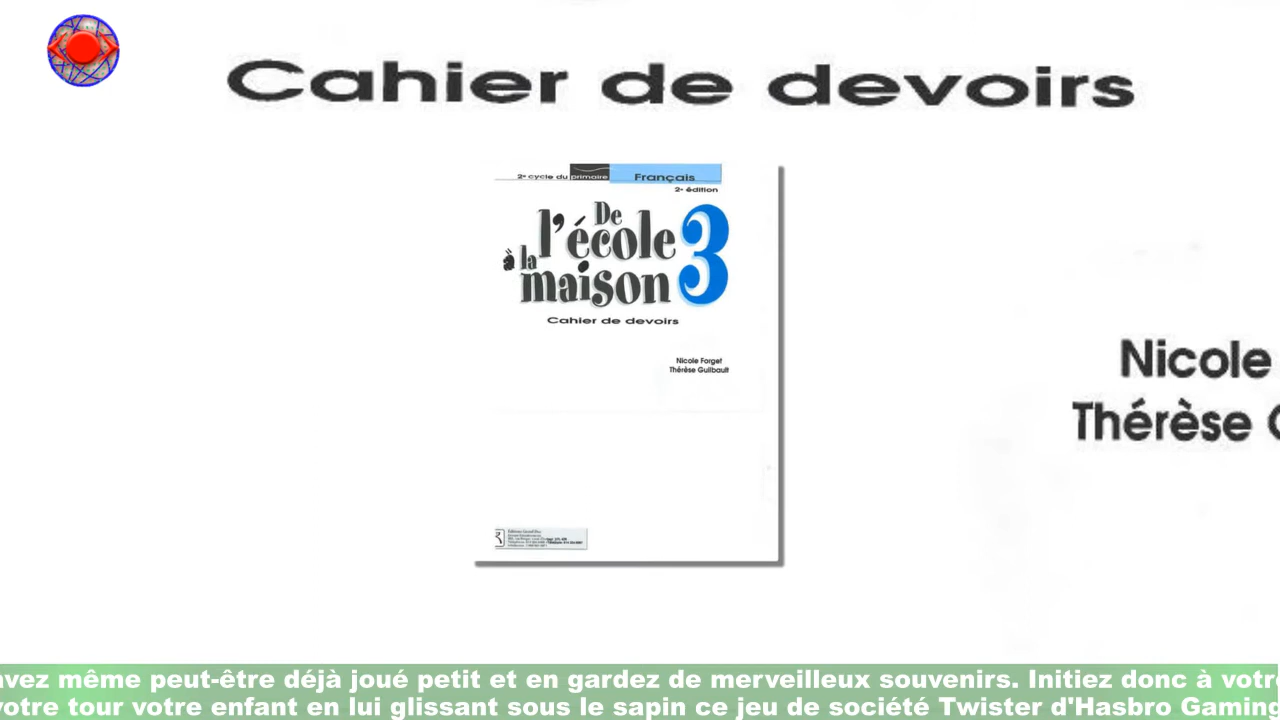 Cahier de devoirs
2e cycle du primaire Français
2e édition
De
l'école 3
à la
maison
Cahier de devoirs
Nicole Forget
Thérèse Guilbault
Nicole
Thérèse
avez même peut-être déjà joué petit et en gardez de merveilleux souvenirs. Initiez donc à votre
votre tour votre enfant en lui glissant sous le sapin ce jeu de société Twister d'Hasbro Gaming